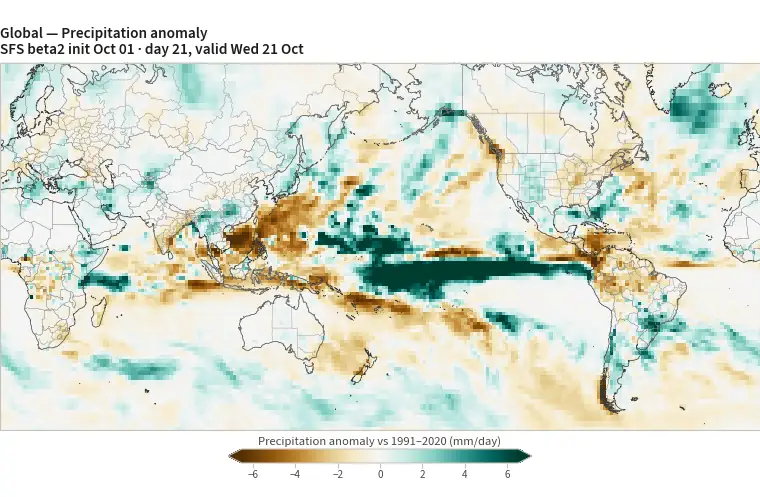 Global — Precipitation anomaly
SFS beta2 init Oct 01 · day 21, valid Wed 21 Oct
Precipitation anomaly vs 1991–2020 (mm/day)
−6 −4 −2 0 2 4 6